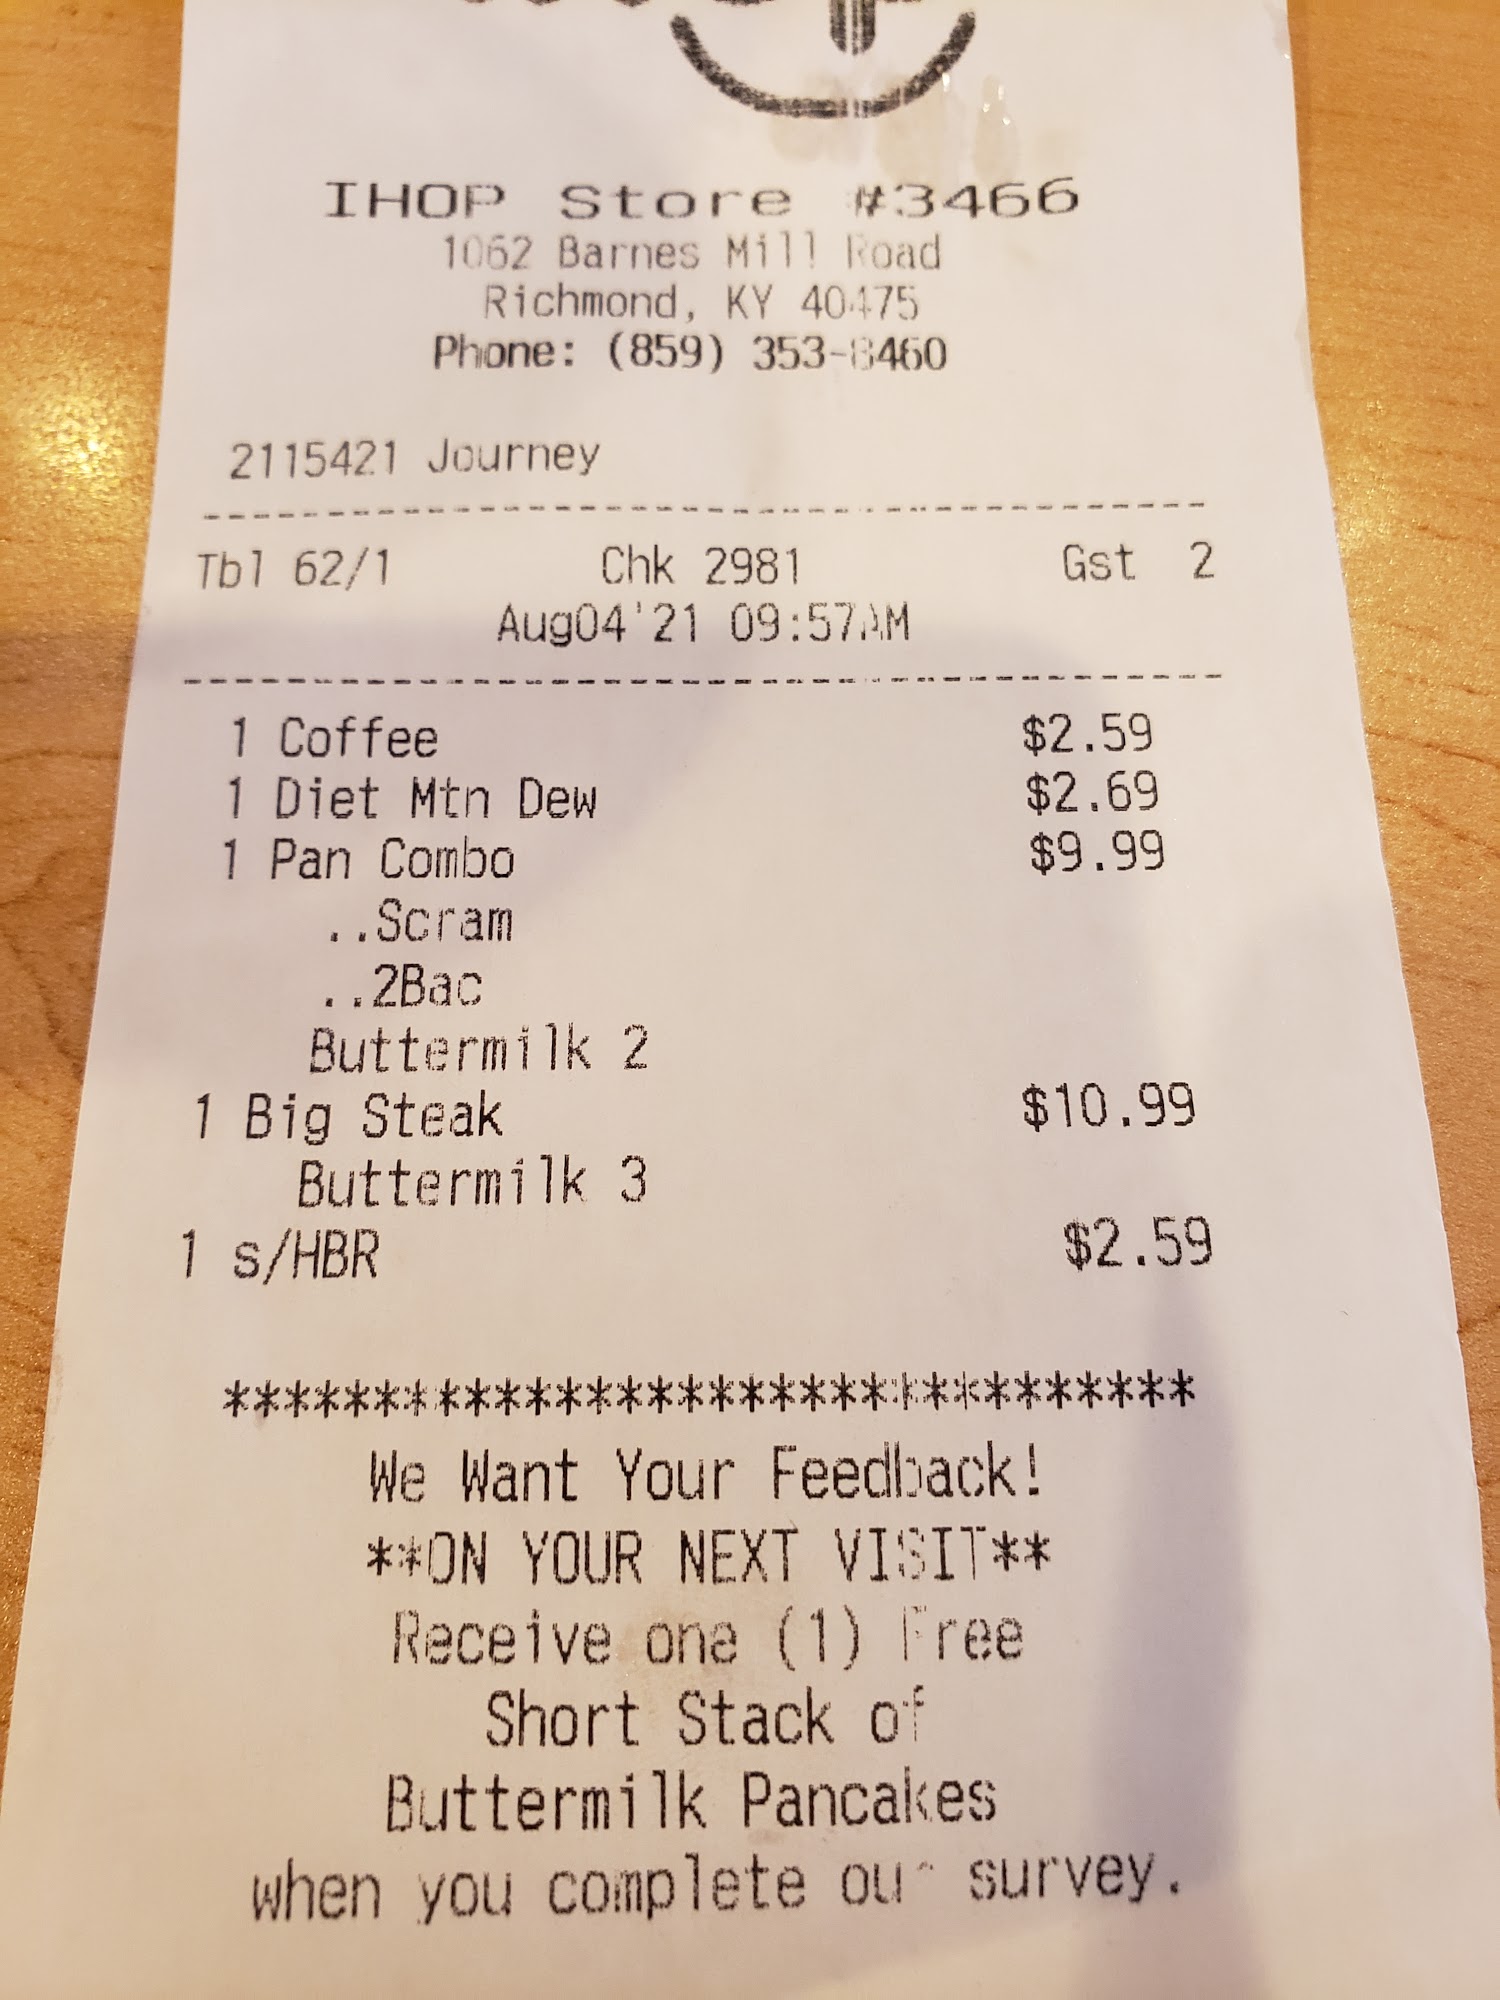 IHOP Store #3466
1062 Barnes Mill Road
Richmond, KY 40475
Phone: (859) 353-8460
2115421 Journey
--------------------------------------
Tbl 62/1 Chk 2981 Gst 2
Aug04'21 09:57AM
--------------------------------------
1 Coffee $2.59
1 Diet Mtn Dew $2.69
1 Pan Combo $9.99
..Scram
..2Bac
Buttermilk 2
1 Big Steak $10.99
Buttermilk 3
1 s/HBR $2.59
********************************
We Want Your Feedback!
**ON YOUR NEXT VISIT**
Receive one (1) Free
Short Stack of
Buttermilk Pancakes
when you complete our survey.